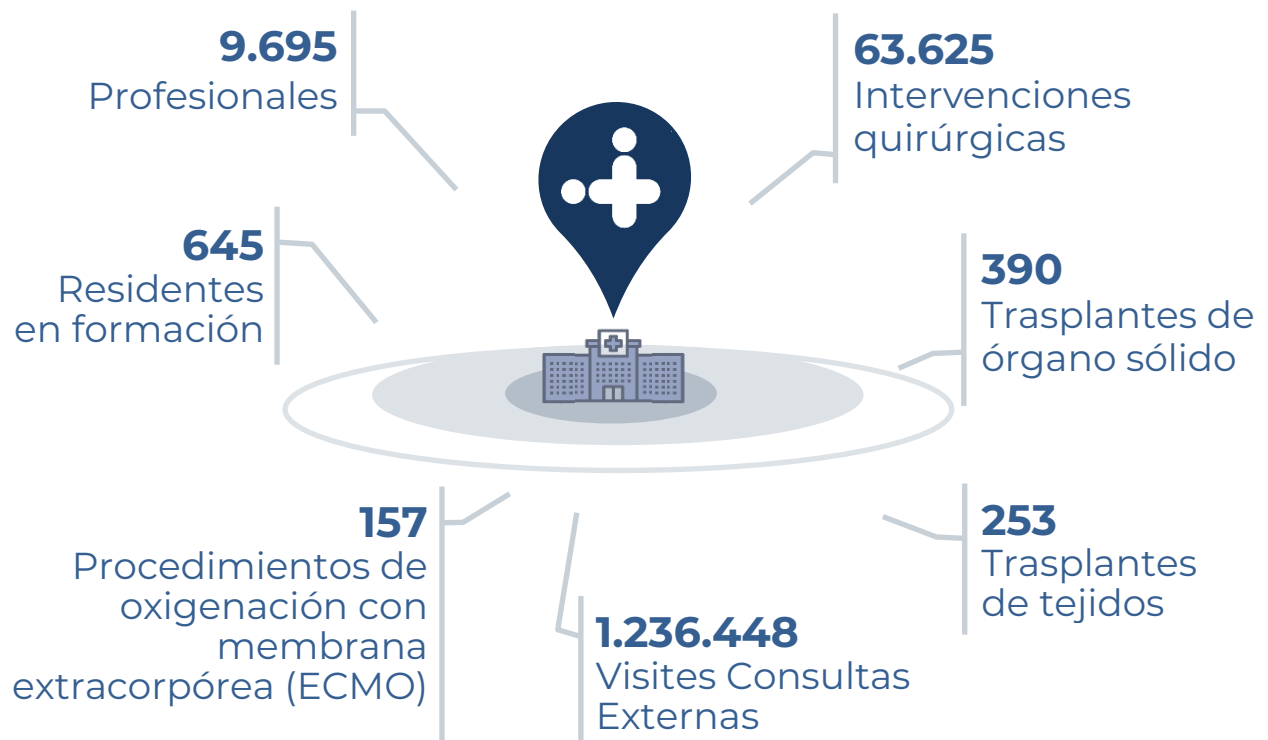 9.695
Profesionales
63.625
Intervenciones
quirúrgicas
645
Residentes
en formación
390
Trasplantes de
órgano sólido
157
Procedimientos de
oxigenación con
membrana
extracorpórea (ECMO)
1.236.448
Visites Consultas
Externas
253
Trasplantes
de tejidos